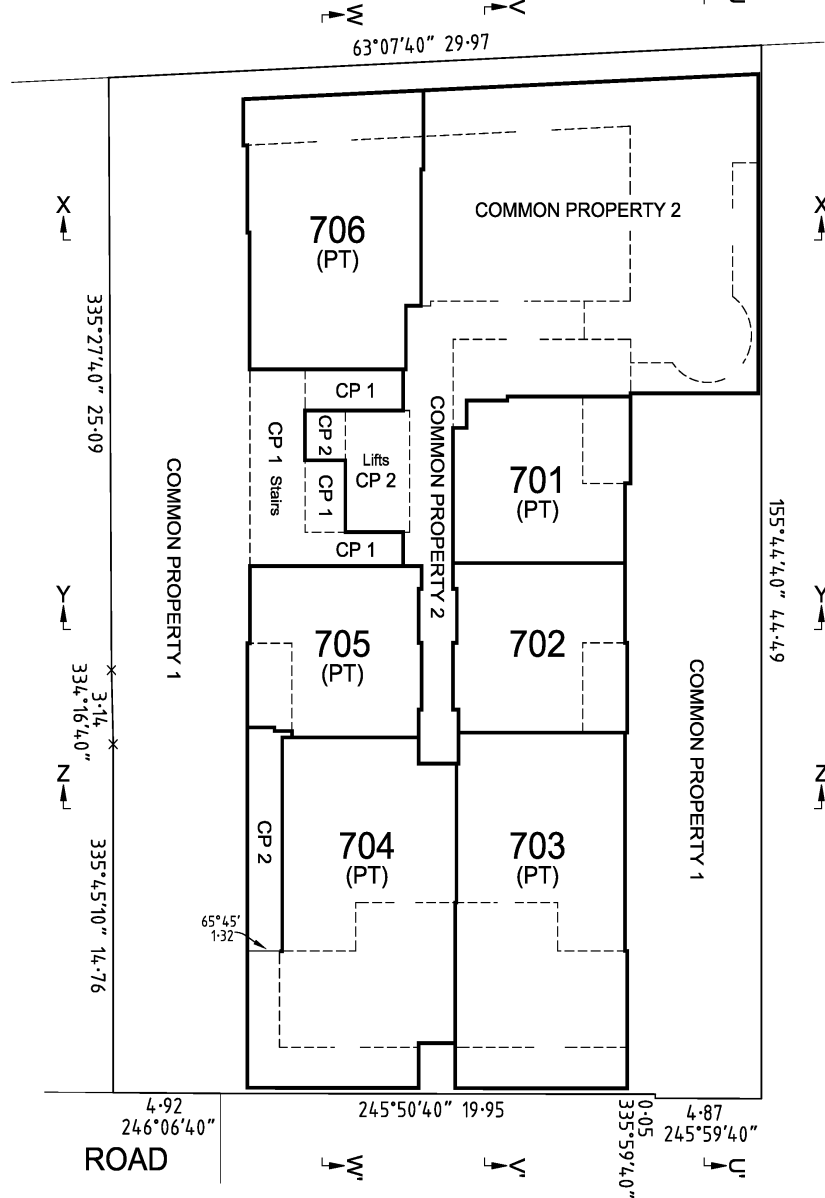 W
V
63°07'40" 29·97
706
(PT)
COMMON PROPERTY 2
X
X
335°27'40" 25·09
CP 1
CP 1 Stairs
CP 2
Lifts
CP 2
CP 1
CP 1
COMMON PROPERTY 2
701
(PT)
COMMON PROPERTY 1
155°44'40" 44·49
Y
Y
705
(PT)
702
3·14
334°16'40"
COMMON PROPERTY 1
Z
Z
CP 2
704
(PT)
703
(PT)
335°45'10" 14·76
65°45'
1·32
4·92
246°06'40"
245°50'40" 19·95
0·05
335°59'40"
4·87
245°59'40"
ROAD
W'
V'
U'